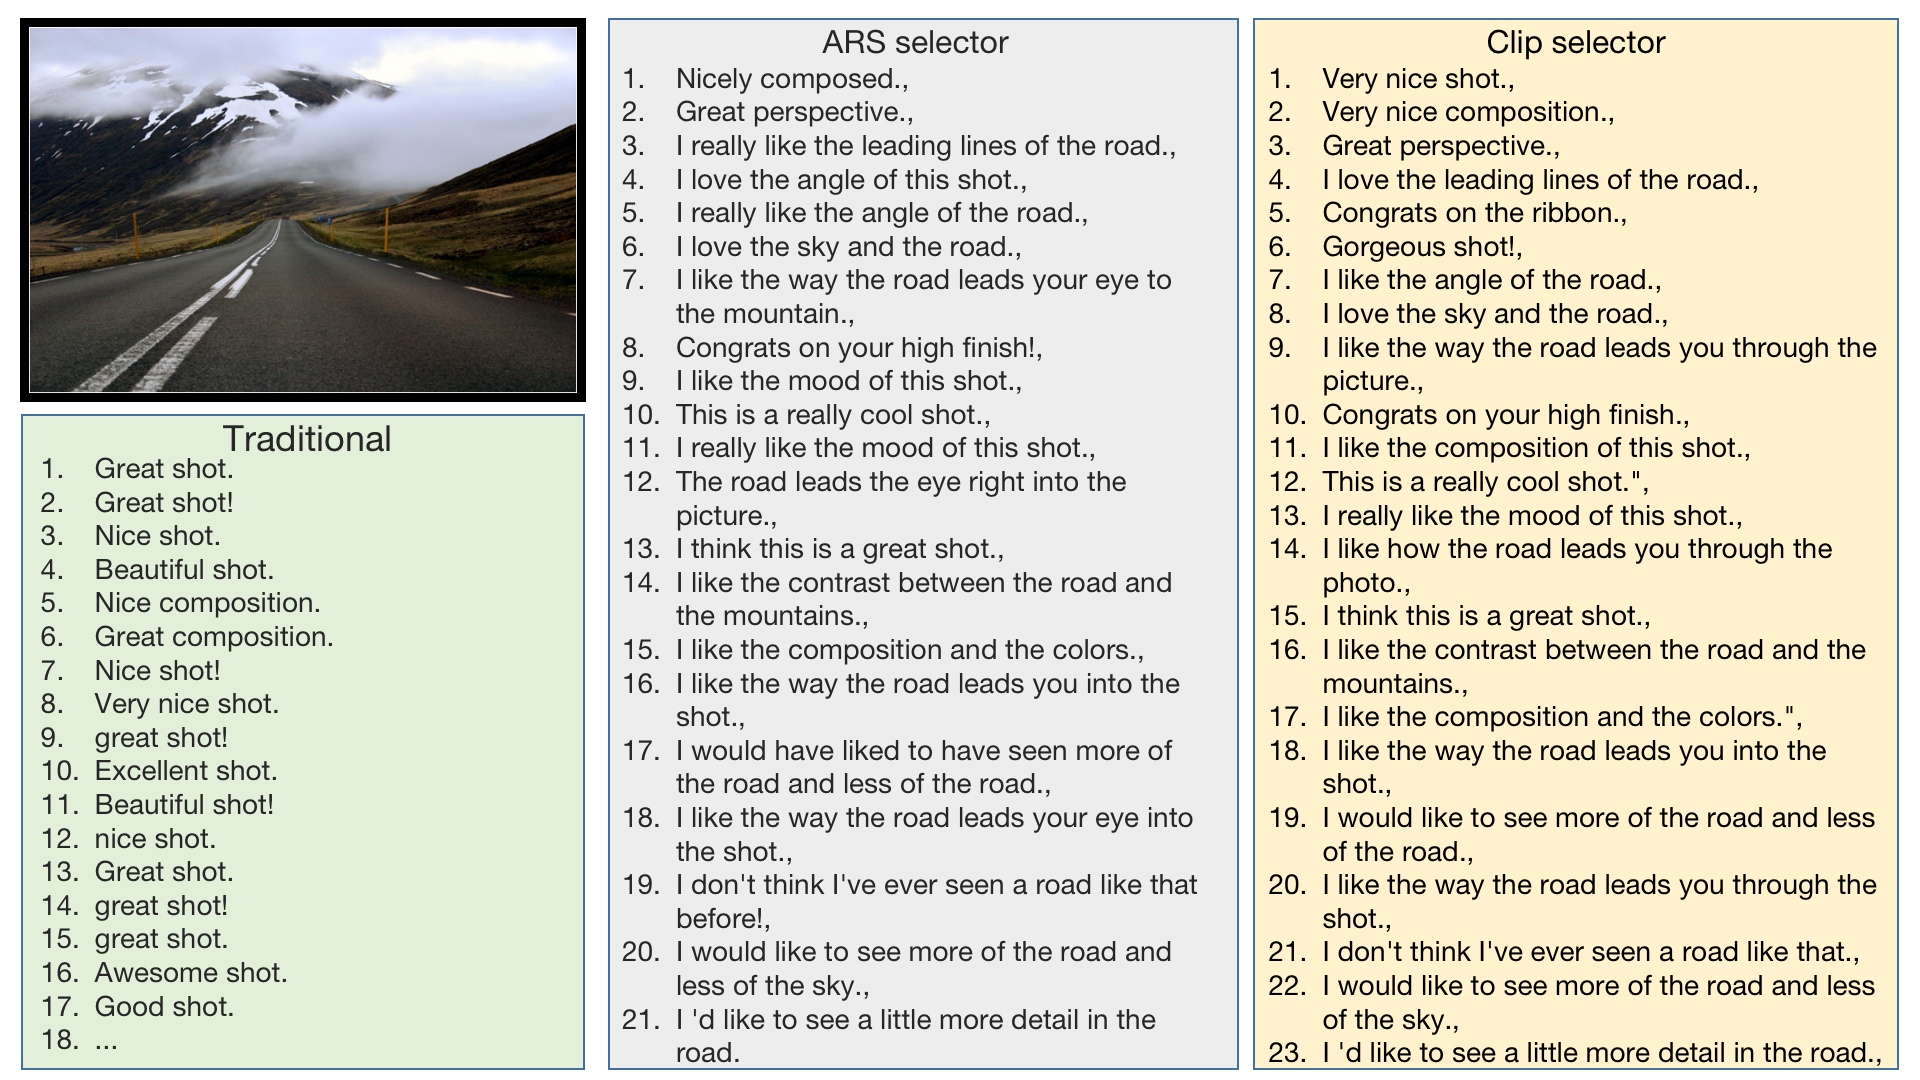 Traditional
1. Great shot.
2. Great shot!
3. Nice shot.
4. Beautiful shot.
5. Nice composition.
6. Great composition.
7. Nice shot!
8. Very nice shot.
9. great shot!
10. Excellent shot.
11. Beautiful shot!
12. nice shot.
13. Great shot.
14. great shot!
15. great shot.
16. Awesome shot.
17. Good shot.
18. ...
ARS selector
1. Nicely composed.,
2. Great perspective.,
3. I really like the leading lines of the road.,
4. I love the angle of this shot.,
5. I really like the angle of the road.,
6. I love the sky and the road.,
7. I like the way the road leads your eye to
the mountain.,
8. Congrats on your high finish!,
9. I like the mood of this shot.,
10. This is a really cool shot.,
11. I really like the mood of this shot.,
12. The road leads the eye right into the
picture.,
13. I think this is a great shot.,
14. I like the contrast between the road and
the mountains.,
15. I like the composition and the colors.,
16. I like the way the road leads you into the
shot.,
17. I would have liked to have seen more of
the road and less of the road.,
18. I like the way the road leads your eye into
the shot.,
19. I don't think I've ever seen a road like that
before!,
20. I would like to see more of the road and
less of the sky.,
21. I 'd like to see a little more detail in the
road.
Clip selector
1. Very nice shot.,
2. Very nice composition.,
3. Great perspective.,
4. I love the leading lines of the road.,
5. Congrats on the ribbon.,
6. Gorgeous shot!,
7. I like the angle of the road.,
8. I love the sky and the road.,
9. I like the way the road leads you through the
picture.,
10. Congrats on your high finish.,
11. I like the composition of this shot.,
12. This is a really cool shot.",
13. I really like the mood of this shot.,
14. I like how the road leads you through the
photo.,
15. I think this is a great shot.,
16. I like the contrast between the road and the
mountains.,
17. I like the composition and the colors.",
18. I like the way the road leads you into the
shot.,
19. I would like to see more of the road and less
of the road.,
20. I like the way the road leads you through the
shot.,
21. I don't think I've ever seen a road like that.,
22. I would like to see more of the road and less
of the sky.,
23. I 'd like to see a little more detail in the road.,